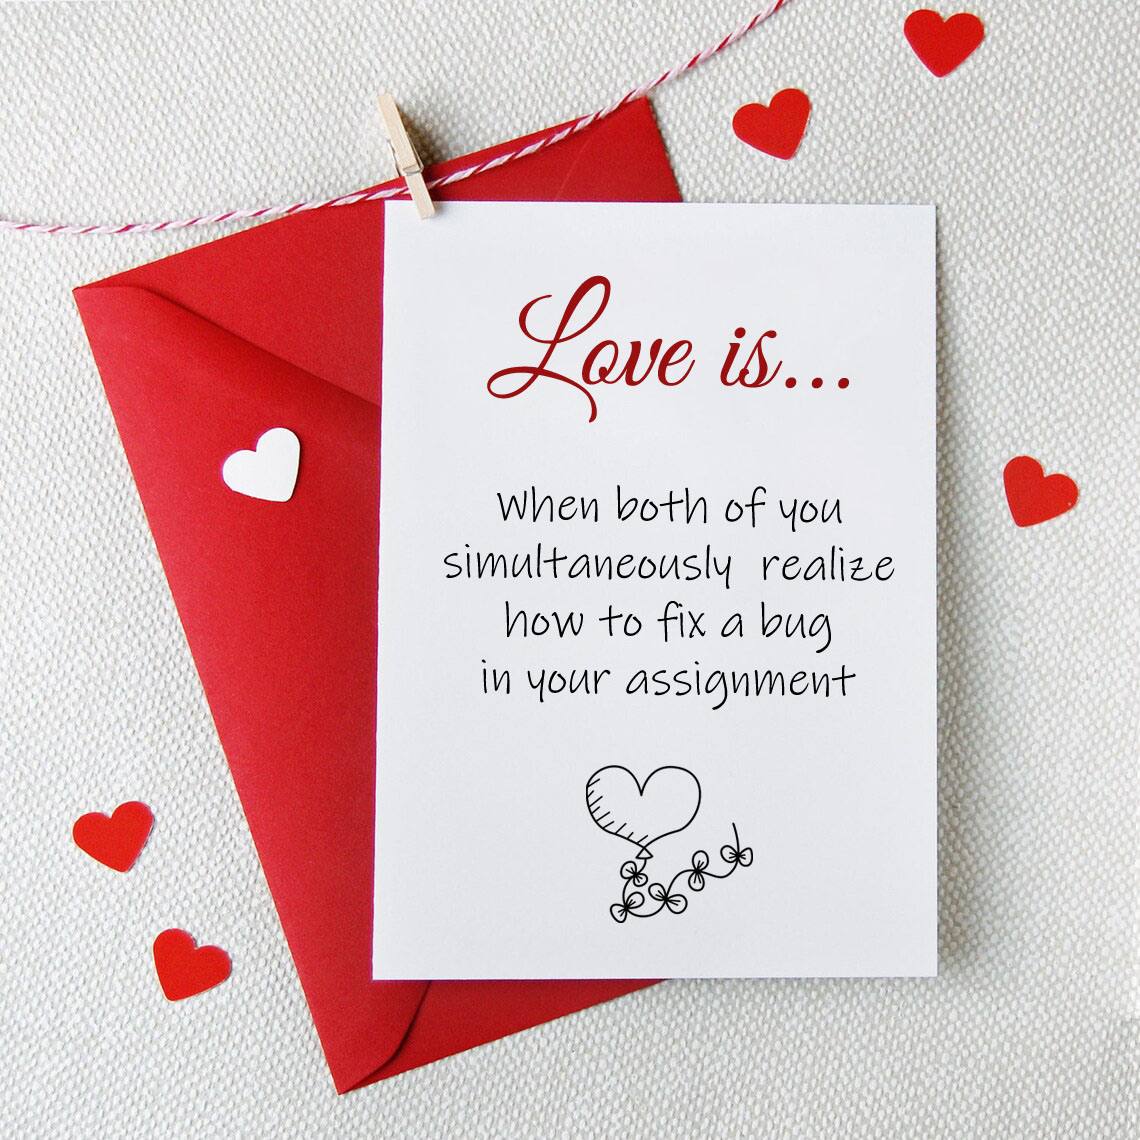 Love is...
When both of you
simultaneously realize
how to fix a bug
in your assignment